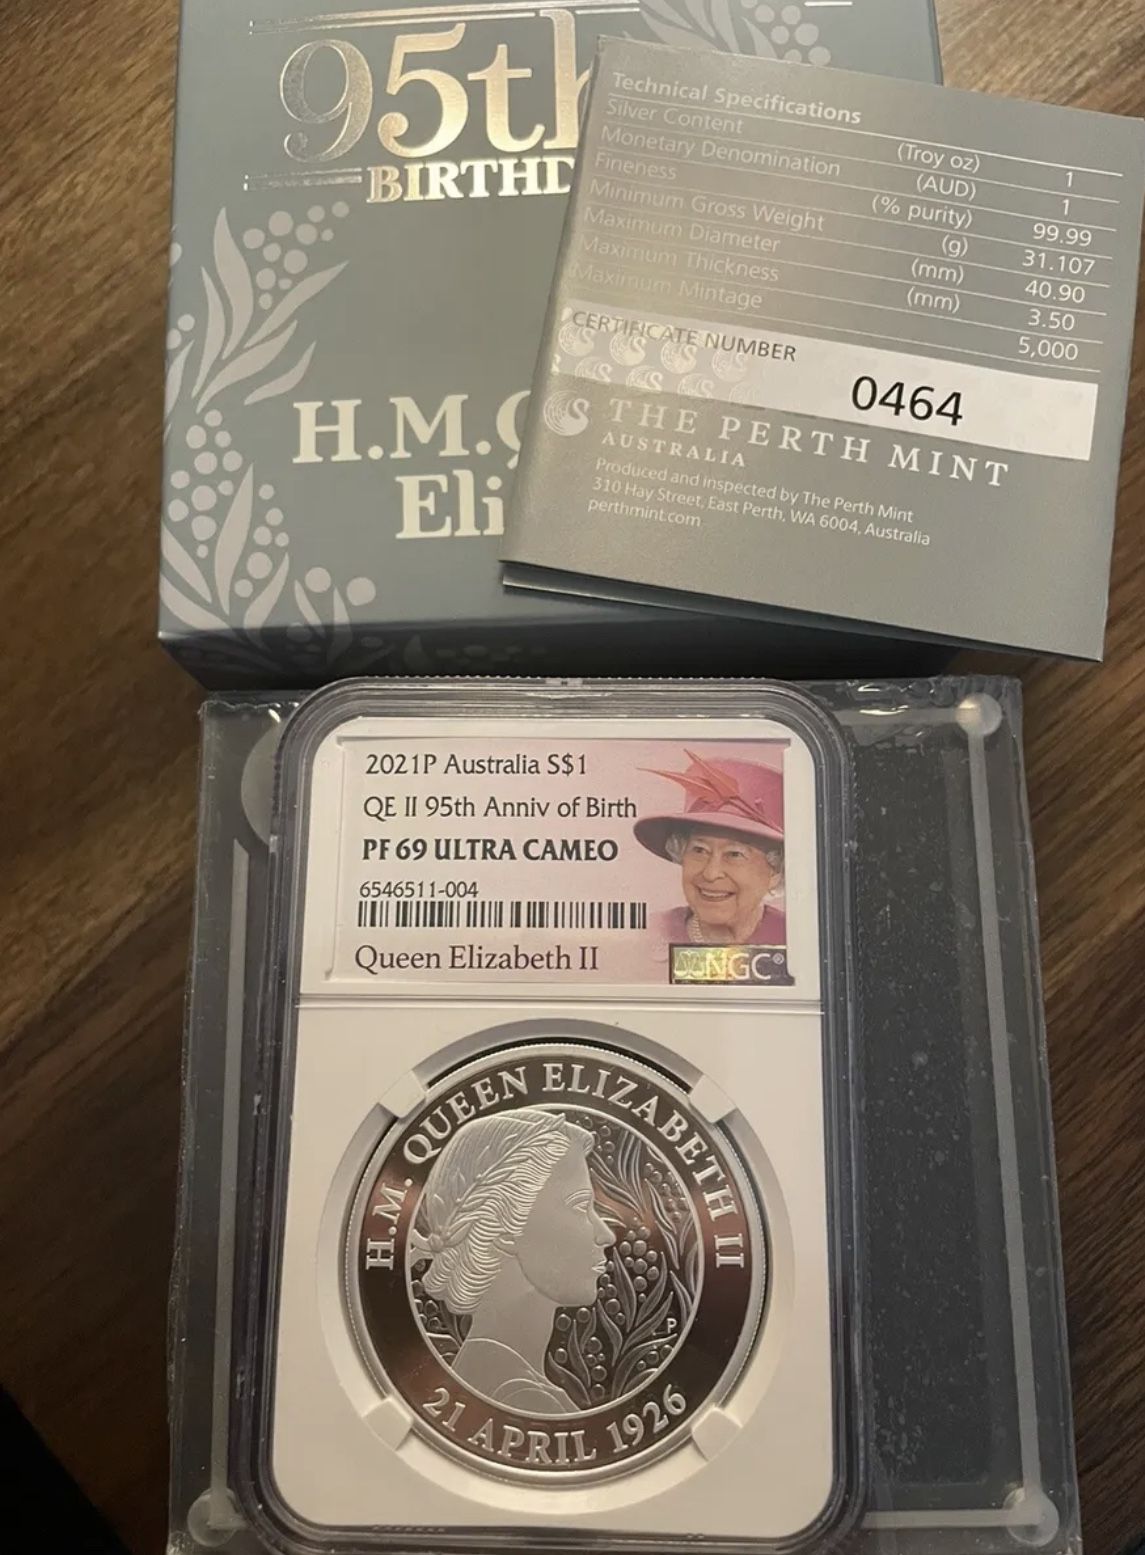 95th
BIRTHD
H.M.Q
Eli
Technical Specifications
Silver Content (Troy oz) 1
Monetary Denomination (AUD) 1
Fineness (% purity) 99.99
Minimum Gross Weight (g) 31.107
Maximum Diameter (mm) 40.90
Maximum Thickness (mm) 3.50
Maximum Mintage 5,000
CERTIFICATE NUMBER
0464
THE PERTH MINT
AUSTRALIA
Produced and inspected by The Perth Mint
310 Hay Street, East Perth, WA 6004, Australia
perthmint.com
2021P Australia S$1
QE II 95th Anniv of Birth
PF 69 ULTRA CAMEO
6546511-004
Queen Elizabeth II
NGC®
H.M. QUEEN ELIZABETH II
P
21 APRIL 1926